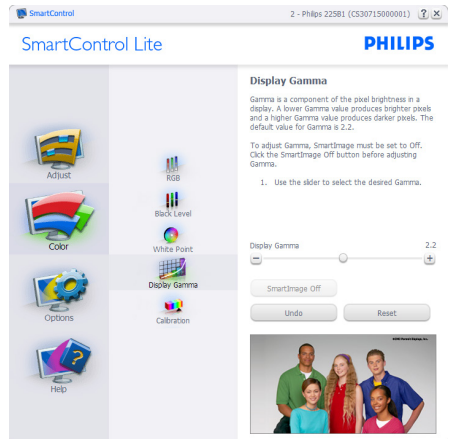 SmartControl
2 - Philips 225B1 (CS30715000001)
SmartControl Lite
PHILIPS
Adjust
Color
Options
Help
RGB
Black Level
White Point
Display Gamma
Calibration
Display Gamma
Gamma is a component of the pixel brightness in a
display. A lower Gamma value produces brighter pixels
and a higher Gamma value produces darker pixels. The
default value for Gamma is 2.2.
To adjust Gamma, SmartImage must be set to Off.
Click the SmartImage Off button before adjusting
Gamma.
1. Use the slider to select the desired Gamma.
Display Gamma 2.2
SmartImage Off
Undo Reset